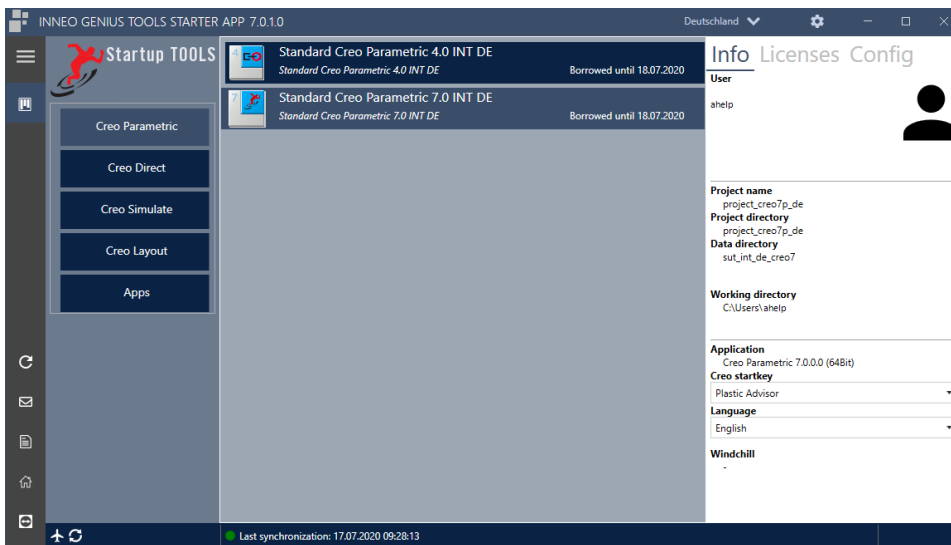 INNEO GENIUS TOOLS STARTER APP 7.0.1.0
Deutschland
Startup TOOLS
Creo Parametric
Creo Direct
Creo Simulate
Creo Layout
Apps
4
Standard Creo Parametric 4.0 INT DE
Standard Creo Parametric 4.0 INT DE
Borrowed until 18.07.2020
7
Standard Creo Parametric 7.0 INT DE
Standard Creo Parametric 7.0 INT DE
Borrowed until 18.07.2020
Info Licenses Config
User
ahelp
Project name
project_creo7p_de
Project directory
project_creo7p_de
Data directory
sut_int_de_creo7
Working directory
C:\Users\ahelp
Application
Creo Parametric 7.0.0.0 (64Bit)
Creo startkey
Plastic Advisor
Language
English
Windchill
-
Last synchronization: 17.07.2020 09:28:13